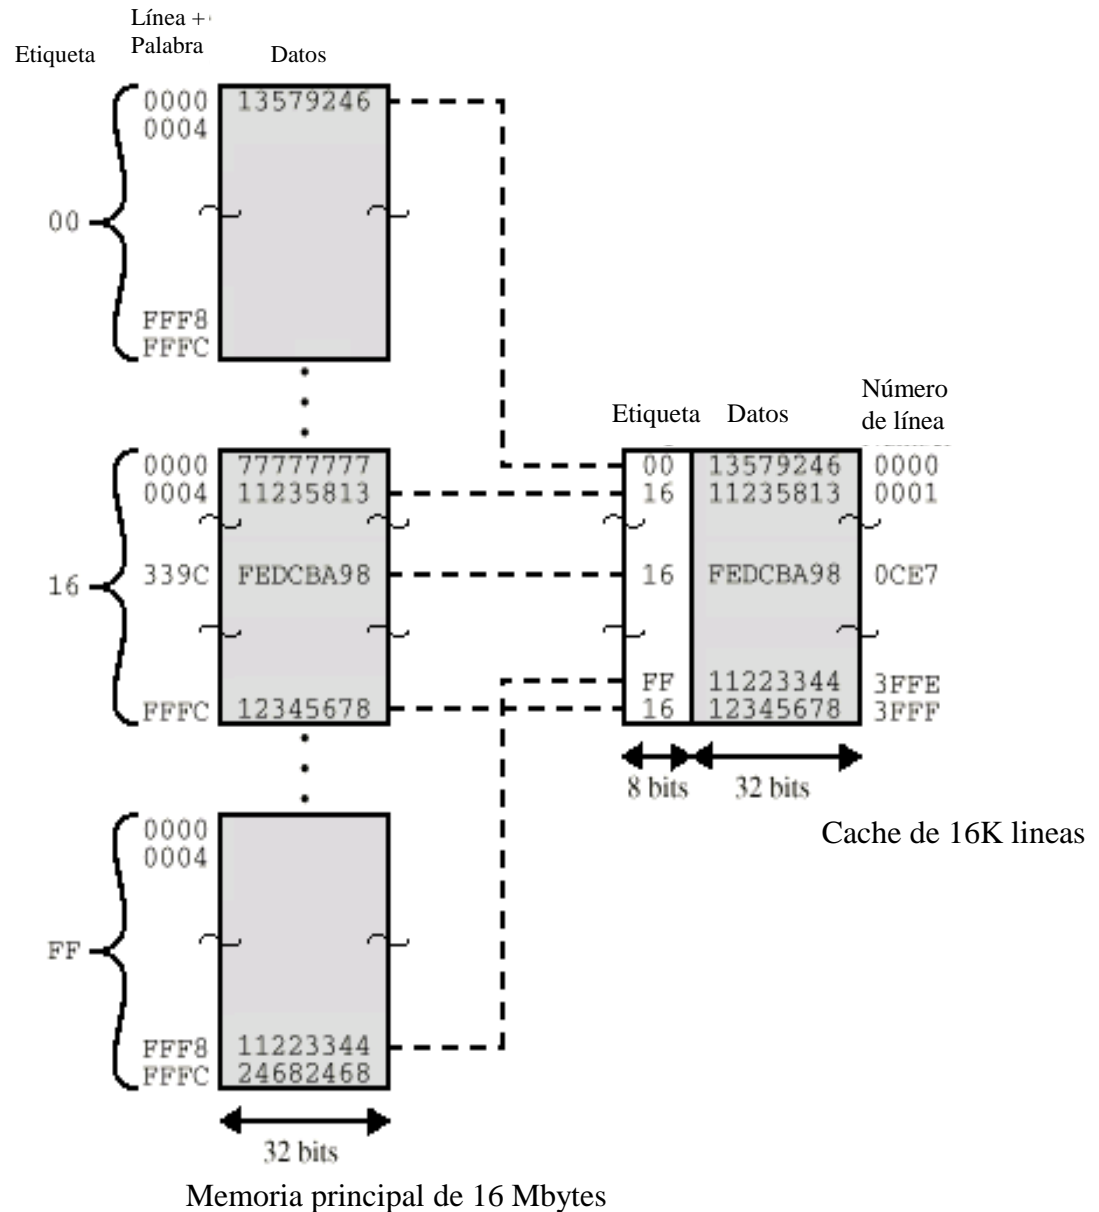 Línea +
Etiqueta Palabra Datos
0000 13579246
0004
00
FFF8
FFFC
Número
Etiqueta Datos de línea
0000 77777777 00 13579246 0000
0004 11235813 16 11235813 0001
16 339C FEDCBA98 16 FEDCBA98 0CE7
FF 11223344 3FFE
FFFC 12345678 16 12345678 3FFF
8 bits 32 bits
0000
Cache de 16K lineas
0004
FF
FFF8 11223344
FFFC 24682468
32 bits
Memoria principal de 16 Mbytes